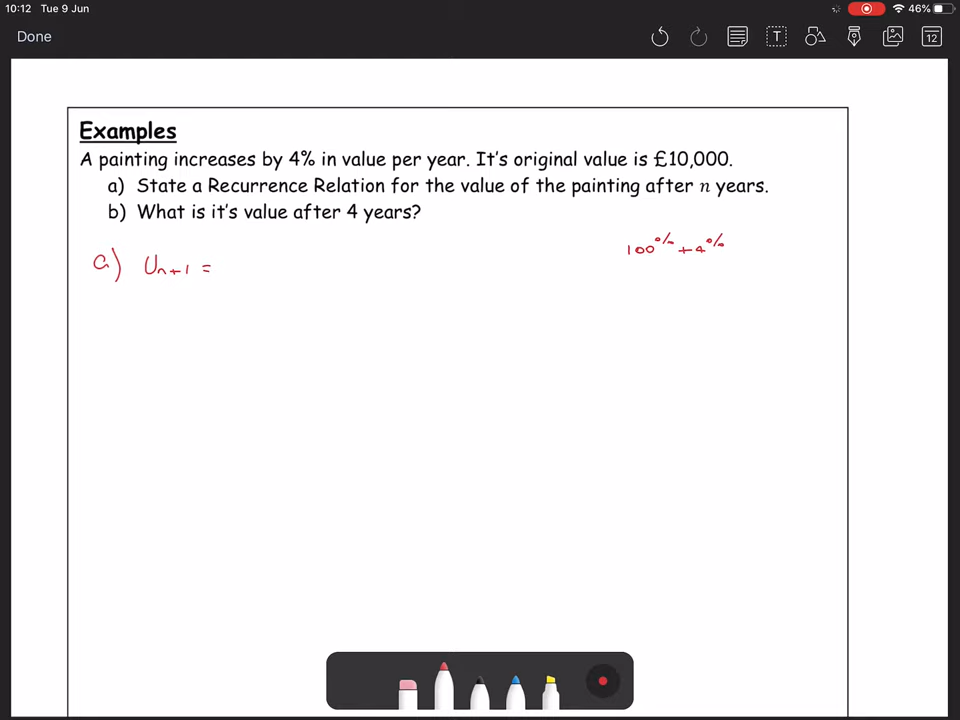 10:12 Tue 9 Jun 46%
Done T 12
Examples
A painting increases by 4% in value per year. It's original value is £10,000.
a) State a Recurrence Relation for the value of the painting after n years.
b) What is it's value after 4 years?
100% + 4%
a) Un+1 =